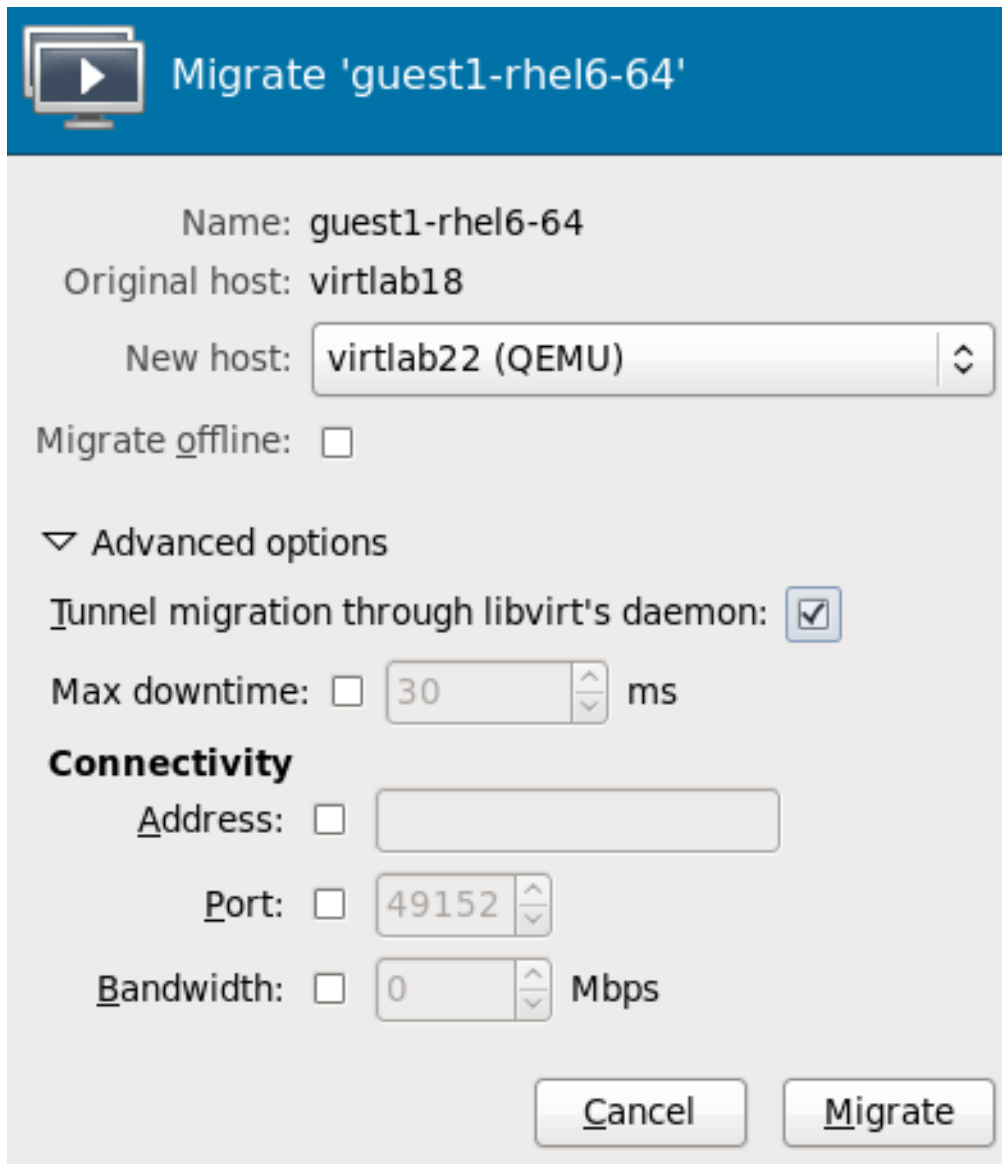 Migrate 'guest1-rhel6-64'
Name: guest1-rhel6-64
Original host: virtlab18
New host: virtlab22 (QEMU)
Migrate offline:
Advanced options
Tunnel migration through libvirt's daemon:
Max downtime: 30 ms
Connectivity
Address:
Port: 49152
Bandwidth: 0 Mbps
Cancel Migrate